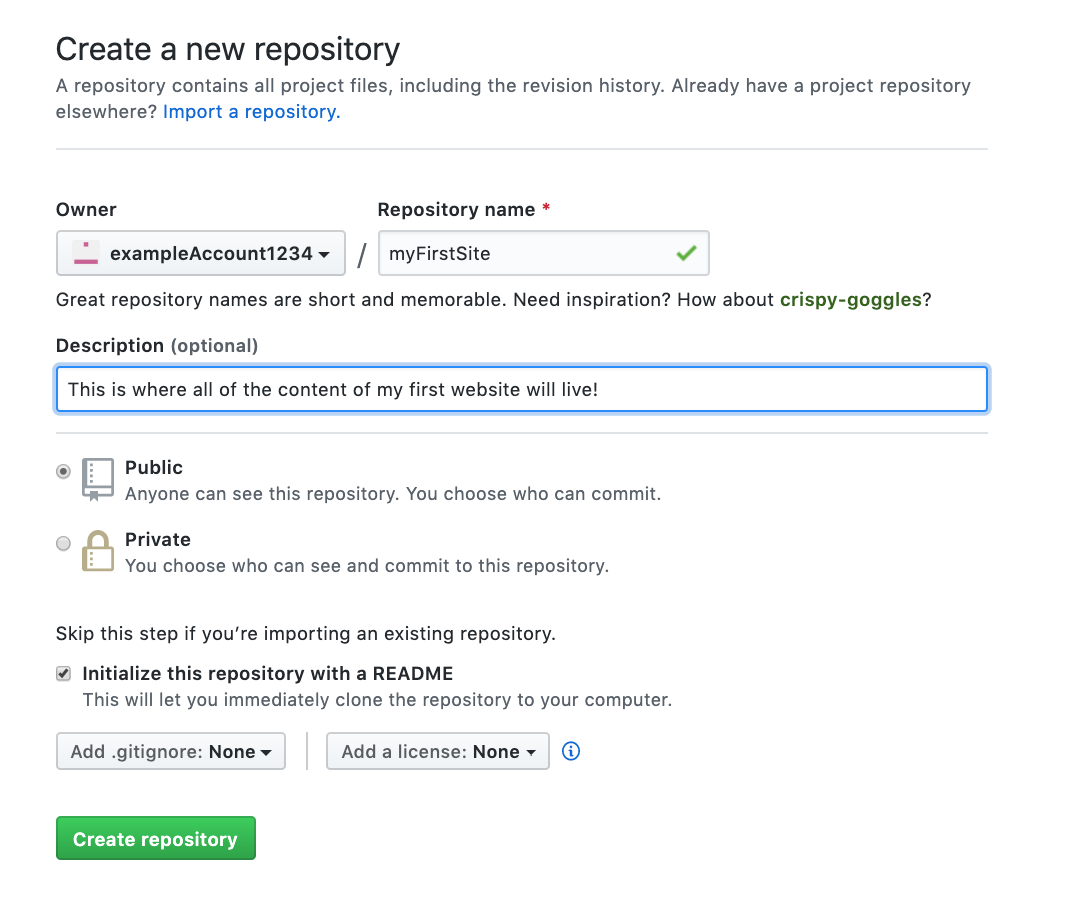 Create a new repository
A repository contains all project files, including the revision history. Already have a project repository
elsewhere? Import a repository.
Owner
Repository name *
exampleAccount1234
/
myFirstSite
Great repository names are short and memorable. Need inspiration? How about crispy-goggles?
Description (optional)
This is where all of the content of my first website will live!
Public
Anyone can see this repository. You choose who can commit.
Private
You choose who can see and commit to this repository.
Skip this step if you’re importing an existing repository.
Initialize this repository with a README
This will let you immediately clone the repository to your computer.
Add .gitignore: None
Add a license: None
Create repository